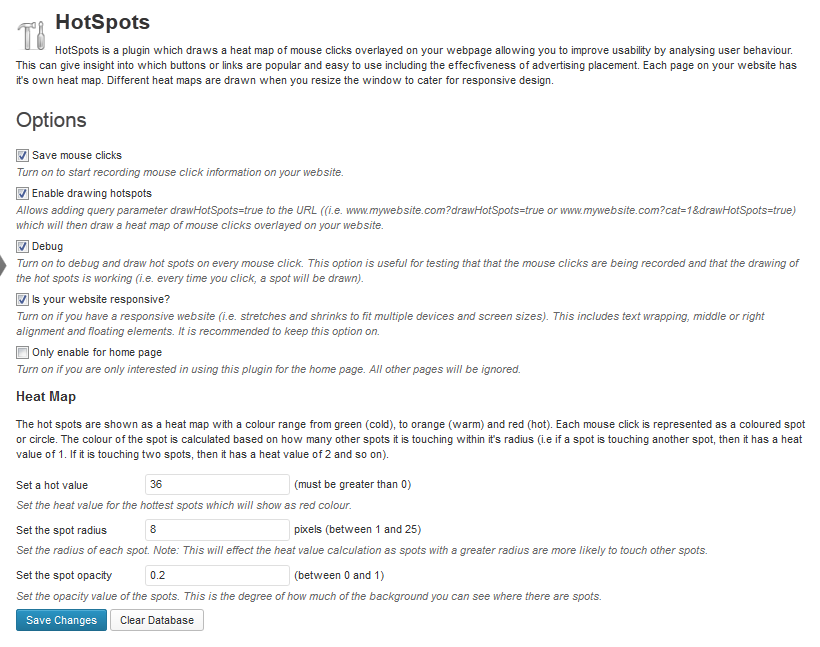 HotSpots
HotSpots is a plugin which draws a heat map of mouse clicks overlayed on your webpage allowing you to improve usability by analysing user behaviour.
This can give insight into which buttons or links are popular and easy to use including the effecfiveness of advertising placement. Each page on your website has
it's own heat map. Different heat maps are drawn when you resize the window to cater for responsive design.
Options
Save mouse clicks
Turn on to start recording mouse click information on your website.
Enable drawing hotspots
Allows adding query parameter drawHotSpots=true to the URL ((i.e. www.mywebsite.com?drawHotSpots=true or www.mywebsite.com?cat=1&drawHotSpots=true)
which will then draw a heat map of mouse clicks overlayed on your website.
Debug
Turn on to debug and draw hot spots on every mouse click. This option is useful for testing that that the mouse clicks are being recorded and that the drawing of
the hot spots is working (i.e. every time you click, a spot will be drawn).
Is your website responsive?
Turn on if you have a responsive website (i.e. stretches and shrinks to fit multiple devices and screen sizes). This includes text wrapping, middle or right
alignment and floating elements. It is recommended to keep this option on.
Only enable for home page
Turn on if you are only interested in using this plugin for the home page. All other pages will be ignored.
Heat Map
The hot spots are shown as a heat map with a colour range from green (cold), to orange (warm) and red (hot). Each mouse click is represented as a coloured spot
or circle. The colour of the spot is calculated based on how many other spots it is touching within it's radius (i.e if a spot is touching another spot, then it has a heat
value of 1. If it is touching two spots, then it has a heat value of 2 and so on).
Set a hot value 36 (must be greater than 0)
Set the heat value for the hottest spots which will show as red colour.
Set the spot radius 8 pixels (between 1 and 25)
Set the radius of each spot. Note: This will effect the heat value calculation as spots with a greater radius are more likely to touch other spots.
Set the spot opacity 0.2 (between 0 and 1)
Set the opacity value of the spots. This is the degree of how much of the background you can see where there are spots.
Save Changes Clear Database